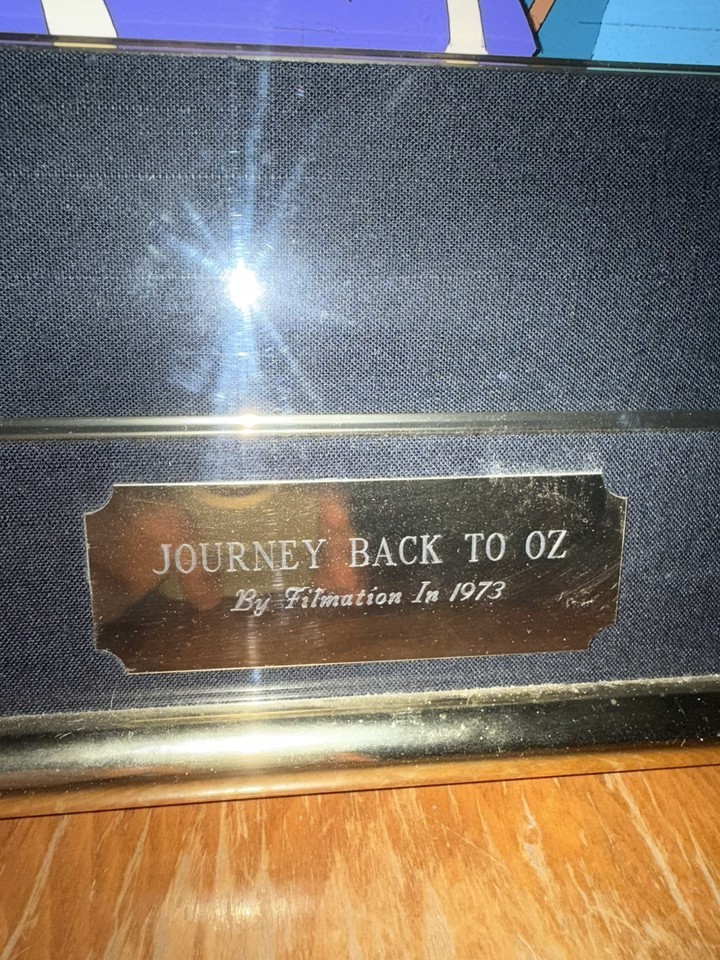 JOURNEY BACK TO OZ
By Filmation In 1973